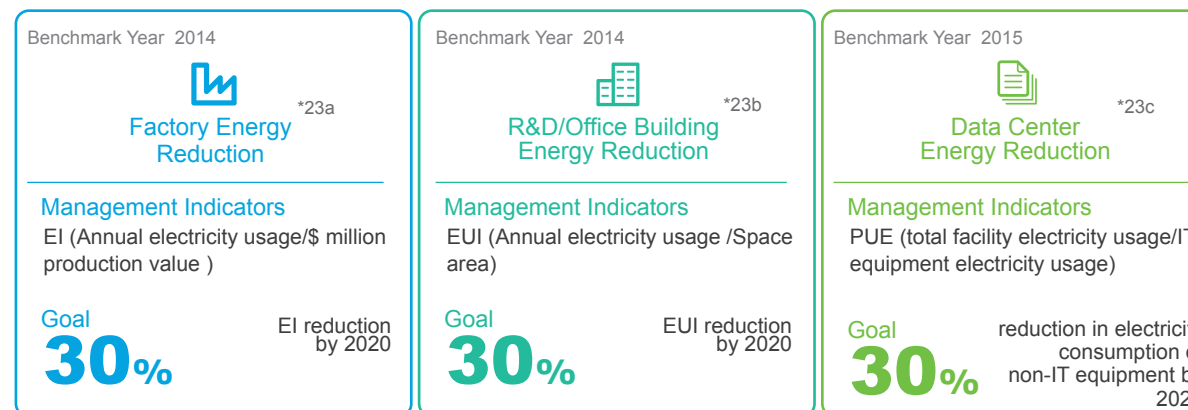 Benchmark Year 2014
*23a
Factory Energy
Reduction
Management Indicators
EI (Annual electricity usage/$ million
production value )
Goal
30%
EI reduction
by 2020
Benchmark Year 2014
*23b
R&D/Office Building
Energy Reduction
Management Indicators
EUI (Annual electricity usage /Space
area)
Goal
30%
EUI reduction
by 2020
Benchmark Year 2015
*23c
Data Center
Energy Reduction
Management Indicators
PUE (total facility electricity usage/IT
equipment electricity usage)
Goal
30%
reduction in
consumption
non-IT equipment